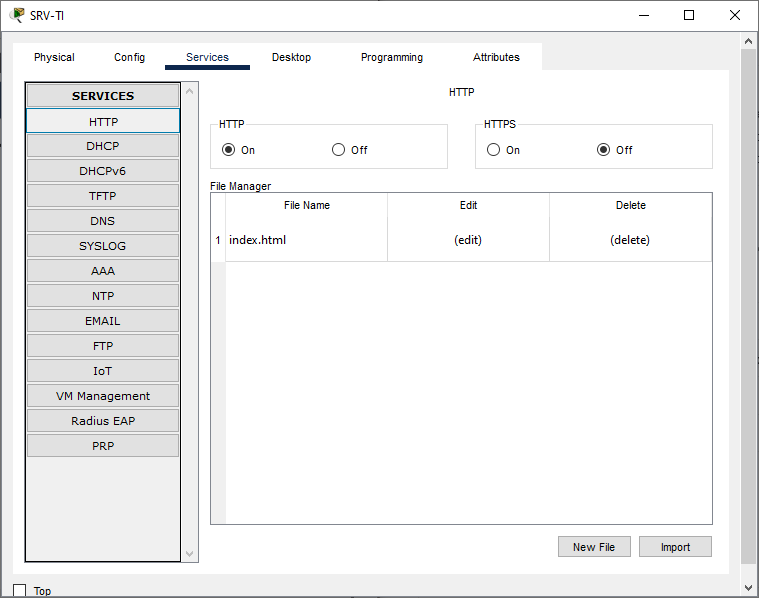 SRV-TI
Physical Config Services Desktop Programming Attributes
SERVICES
HTTP
DHCP
DHCPv6
TFTP
DNS
SYSLOG
AAA
NTP
EMAIL
FTP
IoT
VM Management
Radius EAP
PRP
HTTP
HTTP
On Off
HTTPS
On Off
File Manager
File Name Edit Delete
1 index.html (edit) (delete)
New File Import
Top